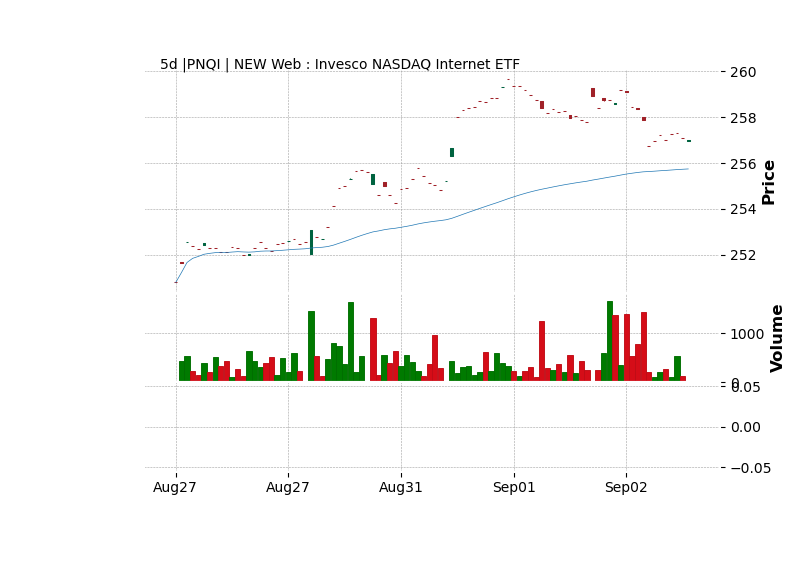 5d |PNQI | NEW Web : Invesco NASDAQ Internet ETF
260
258
256
254
252
Price
1000
0
Volume
0.05
0.00
−0.05
Aug27 Aug27 Aug31 Sep01 Sep02